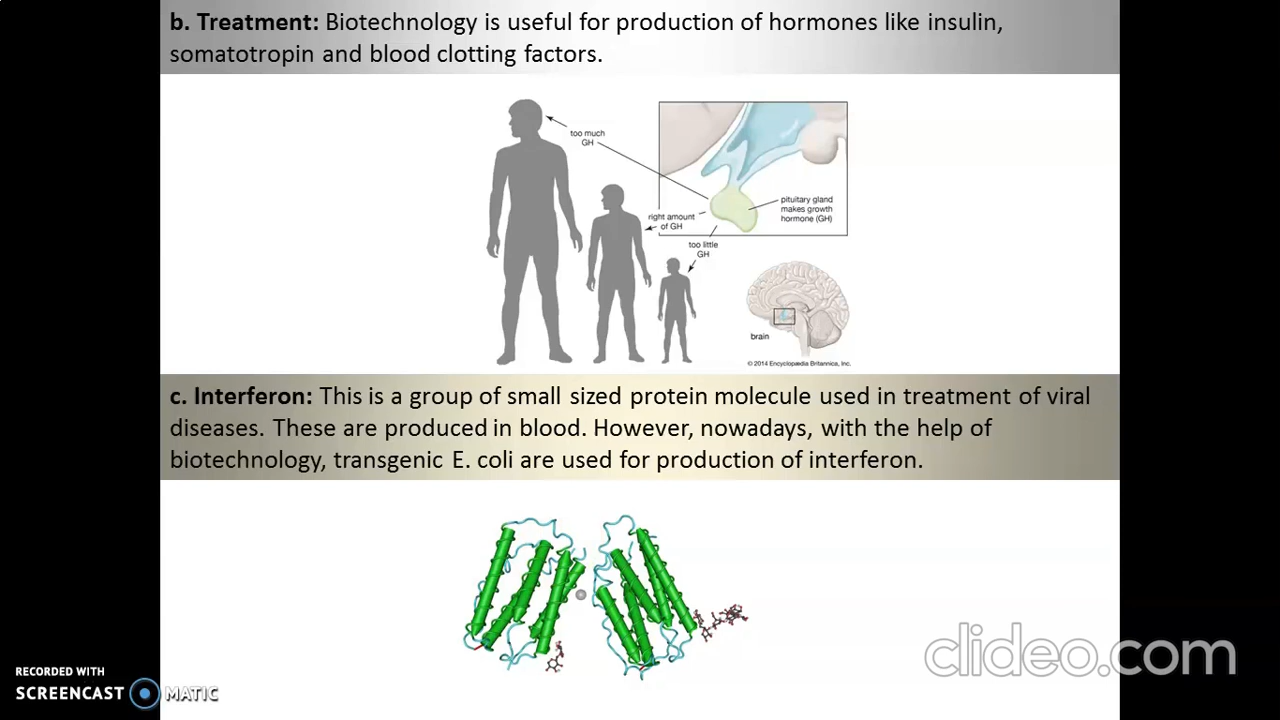 b. Treatment: Biotechnology is useful for production of hormones like insulin,
somatotropin and blood clotting factors.
too much
GH
right amount
of GH
too little
GH
pituitary gland
makes growth
hormone (GH)
brain
© 2014 Encyclopædia Britannica, Inc.
c. Interferon: This is a group of small sized protein molecule used in treatment of viral
diseases. These are produced in blood. However, nowadays, with the help of
biotechnology, transgenic E. coli are used for production of interferon.
clideo.com
RECORDED WITH
SCREENCAST MATIC